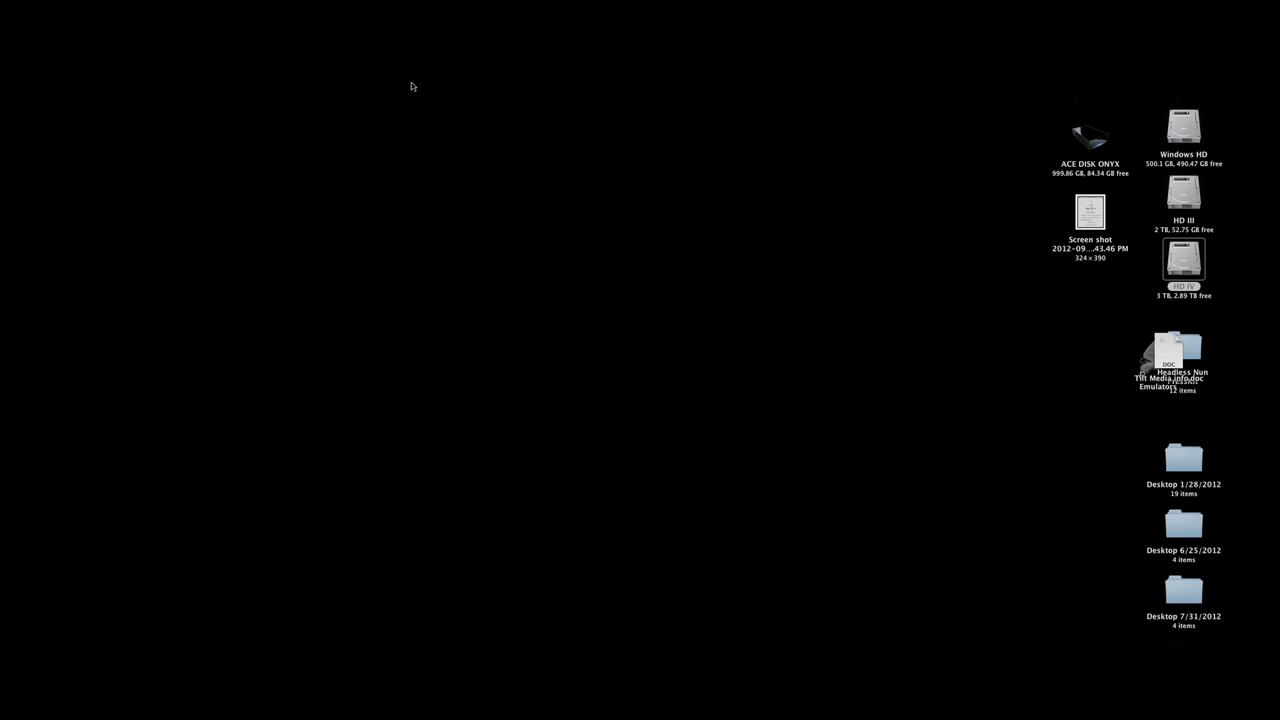 ACE DISK ONYX
999.86 GB, 84.34 GB free
Screen shot
2012-09....43.46 PM
324 × 390
Windows HD
500.1 GB, 490.47 GB free
HD III
2 TB, 52.75 GB free
HD IV
3 TB, 2.89 TB free
DOC
Headless Nun
Tilt Media info.doc
Emulators
12 items
Desktop 1/28/2012
19 items
Desktop 6/25/2012
4 items
Desktop 7/31/2012
4 items